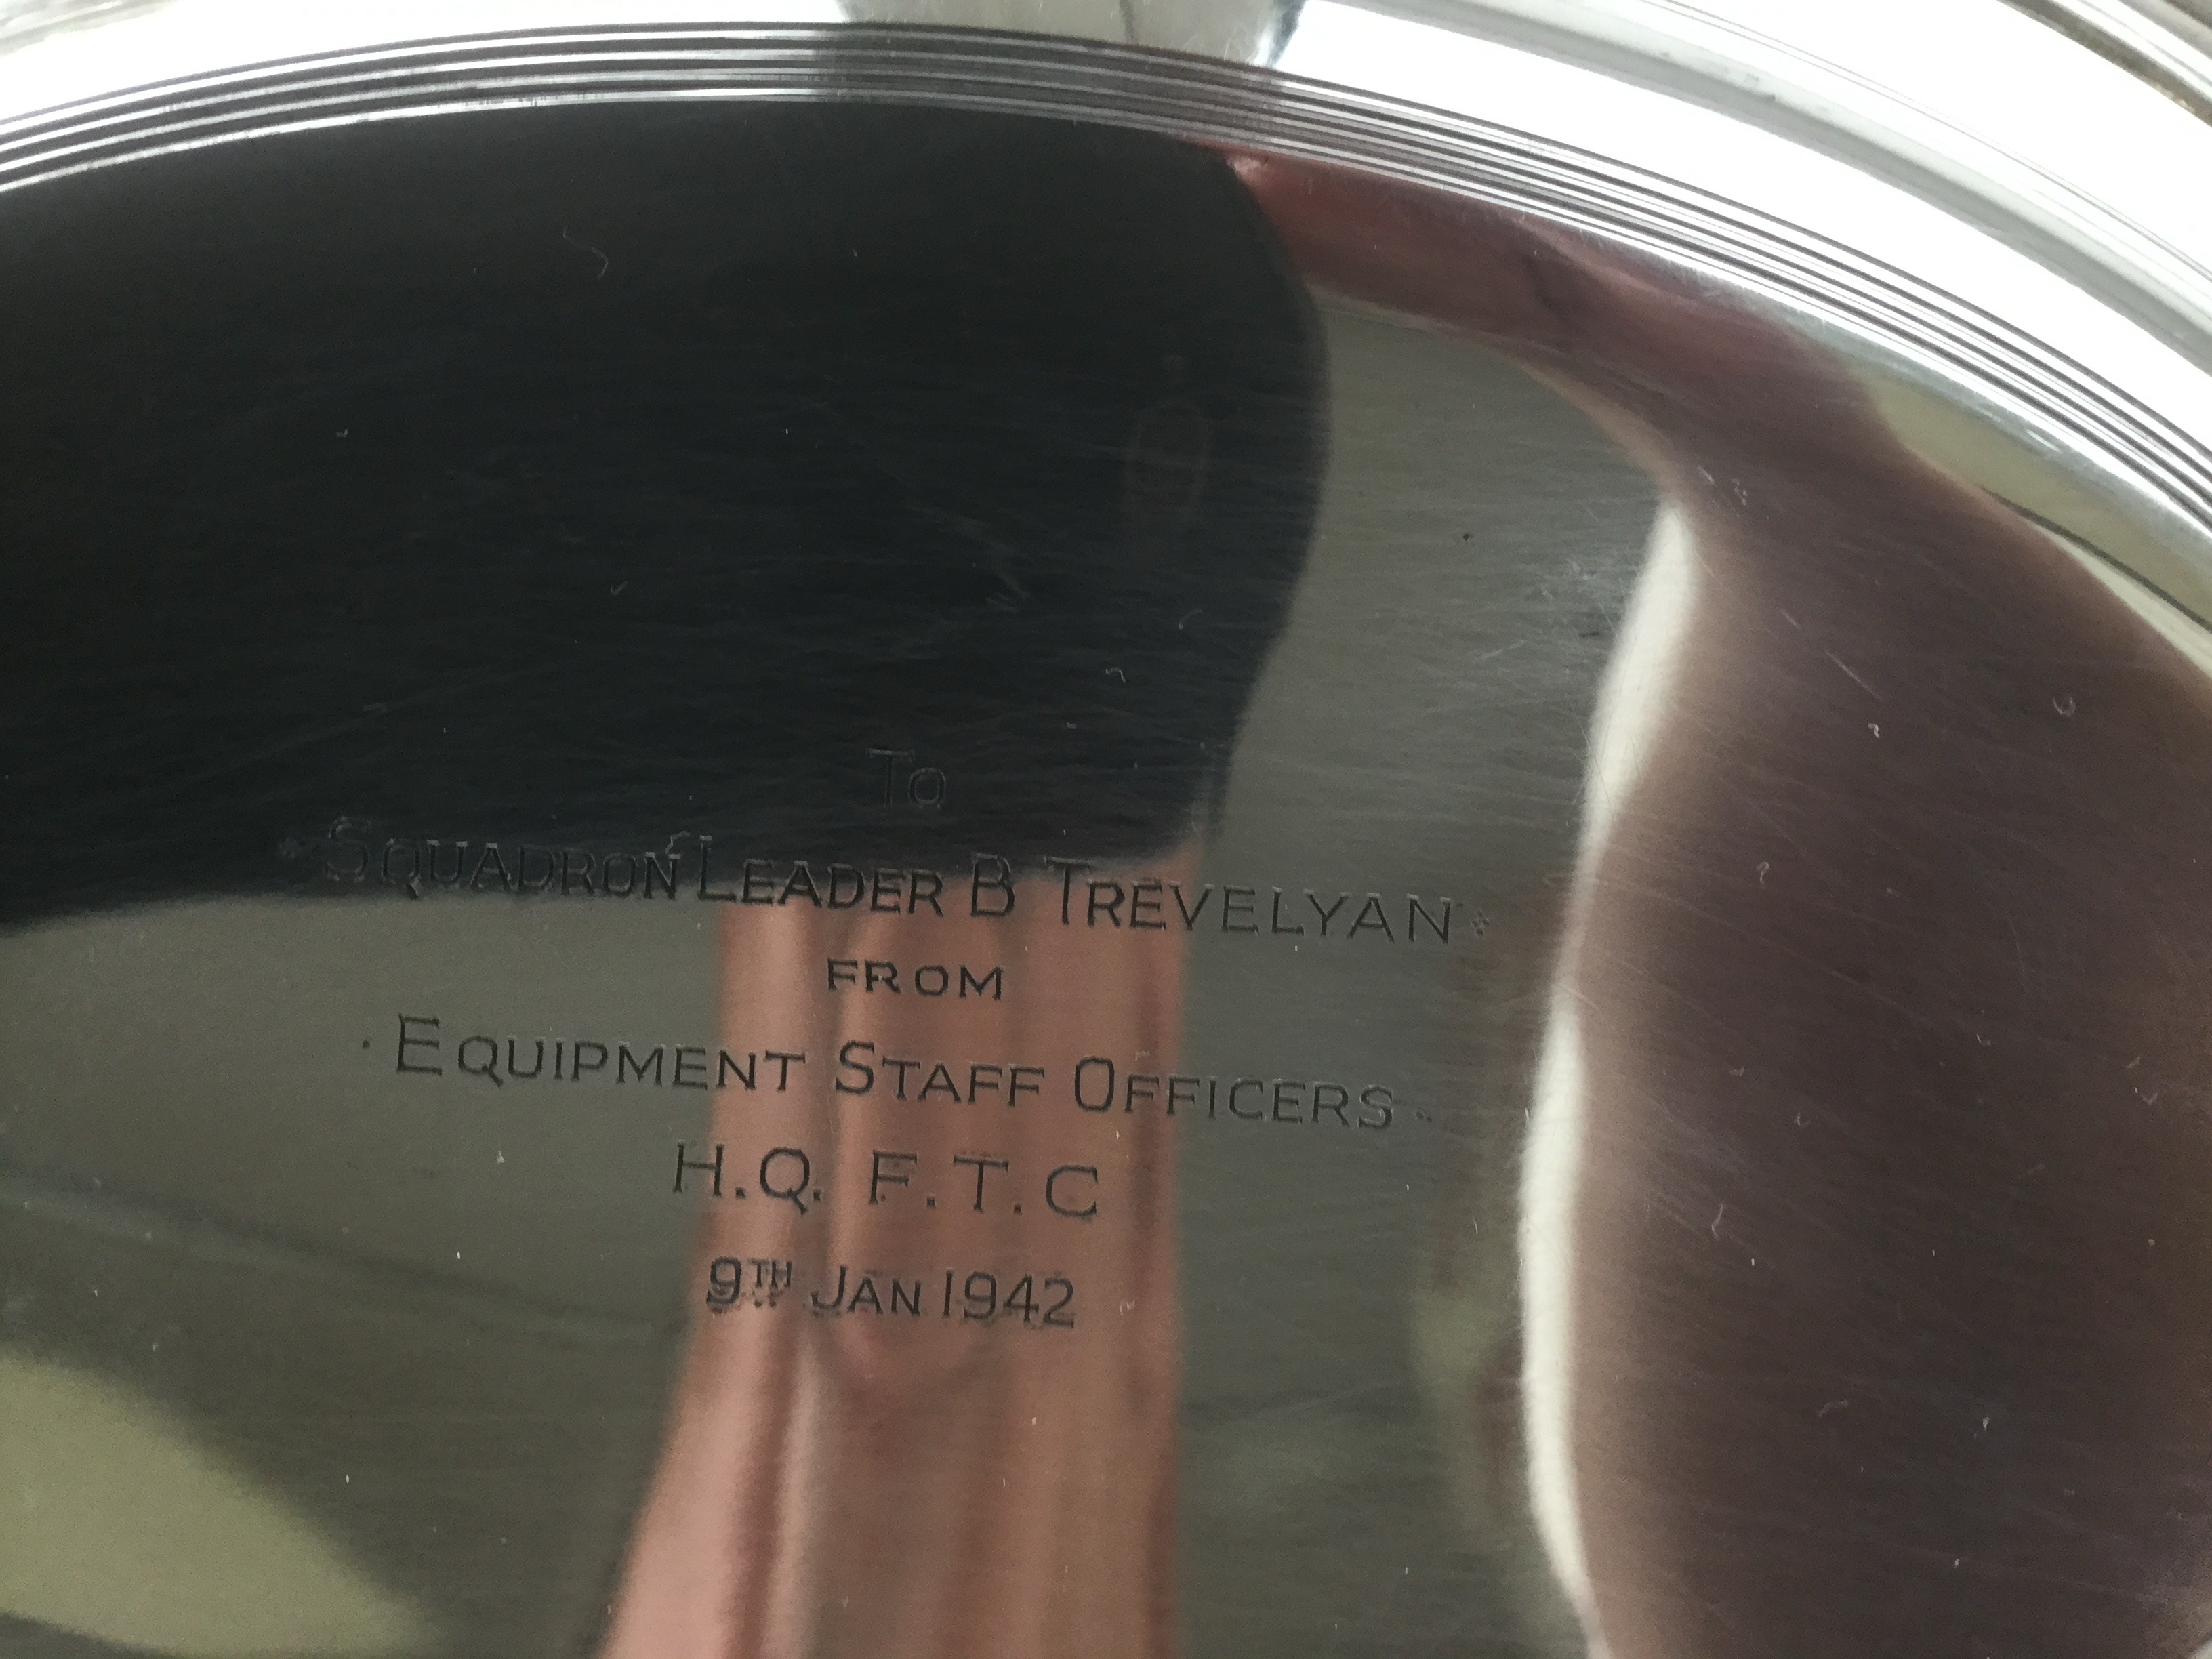 To
SQUADRON LEADER B TREVELYAN
FROM
EQUIPMENT STAFF OFFICERS
H.Q. F.T.C
9TH JAN 1942